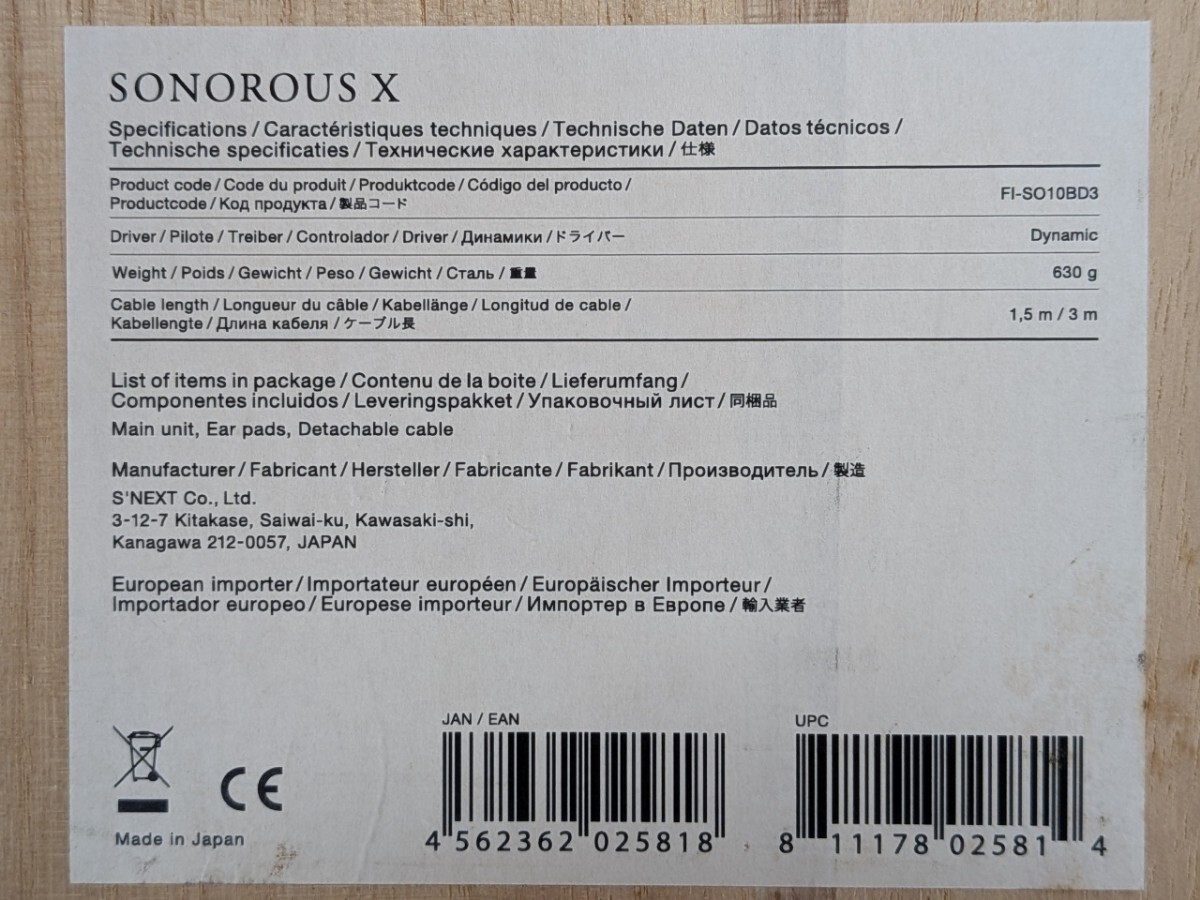 SONOROUS X
Specifications / Caractéristiques techniques / Technische Daten / Datos técnicos /
Technische specificaties / Технические характеристики / 仕様
Product code / Code du produit / Produktcode / Código del producto /
Productcode / Код продукта / 製品コード
FI-SO10BD3
Driver / Pilote / Treiber / Controlador / Driver / Динамики / ドライバー
Dynamic
Weight / Poids / Gewicht / Peso / Gewicht / Сталь / 重量
630 g
Cable length / Longueur du câble / Kabellänge / Longitud de cable /
Kabellengte / Длина кабеля / ケーブル長
1,5 m / 3 m
List of items in package / Contenu de la boite / Lieferumfang /
Componentes incluidos / Leveringspakket / Упаковочный лист / 同梱品
Main unit, Ear pads, Detachable cable
Manufacturer / Fabricant / Hersteller / Fabricante / Fabrikant / Производитель / 製造
S'NEXT Co., Ltd.
3-12-7 Kitakase, Saiwai-ku, Kawasaki-shi,
Kanagawa 212-0057, JAPAN
European importer / Importateur européen / Europäischer Importeur /
Importador europeo / Europese importeur / Импортер в Европе / 輸入業者
JAN / EAN
UPC
CE
Made in Japan
4 562362 025818
8 11178 02581 4